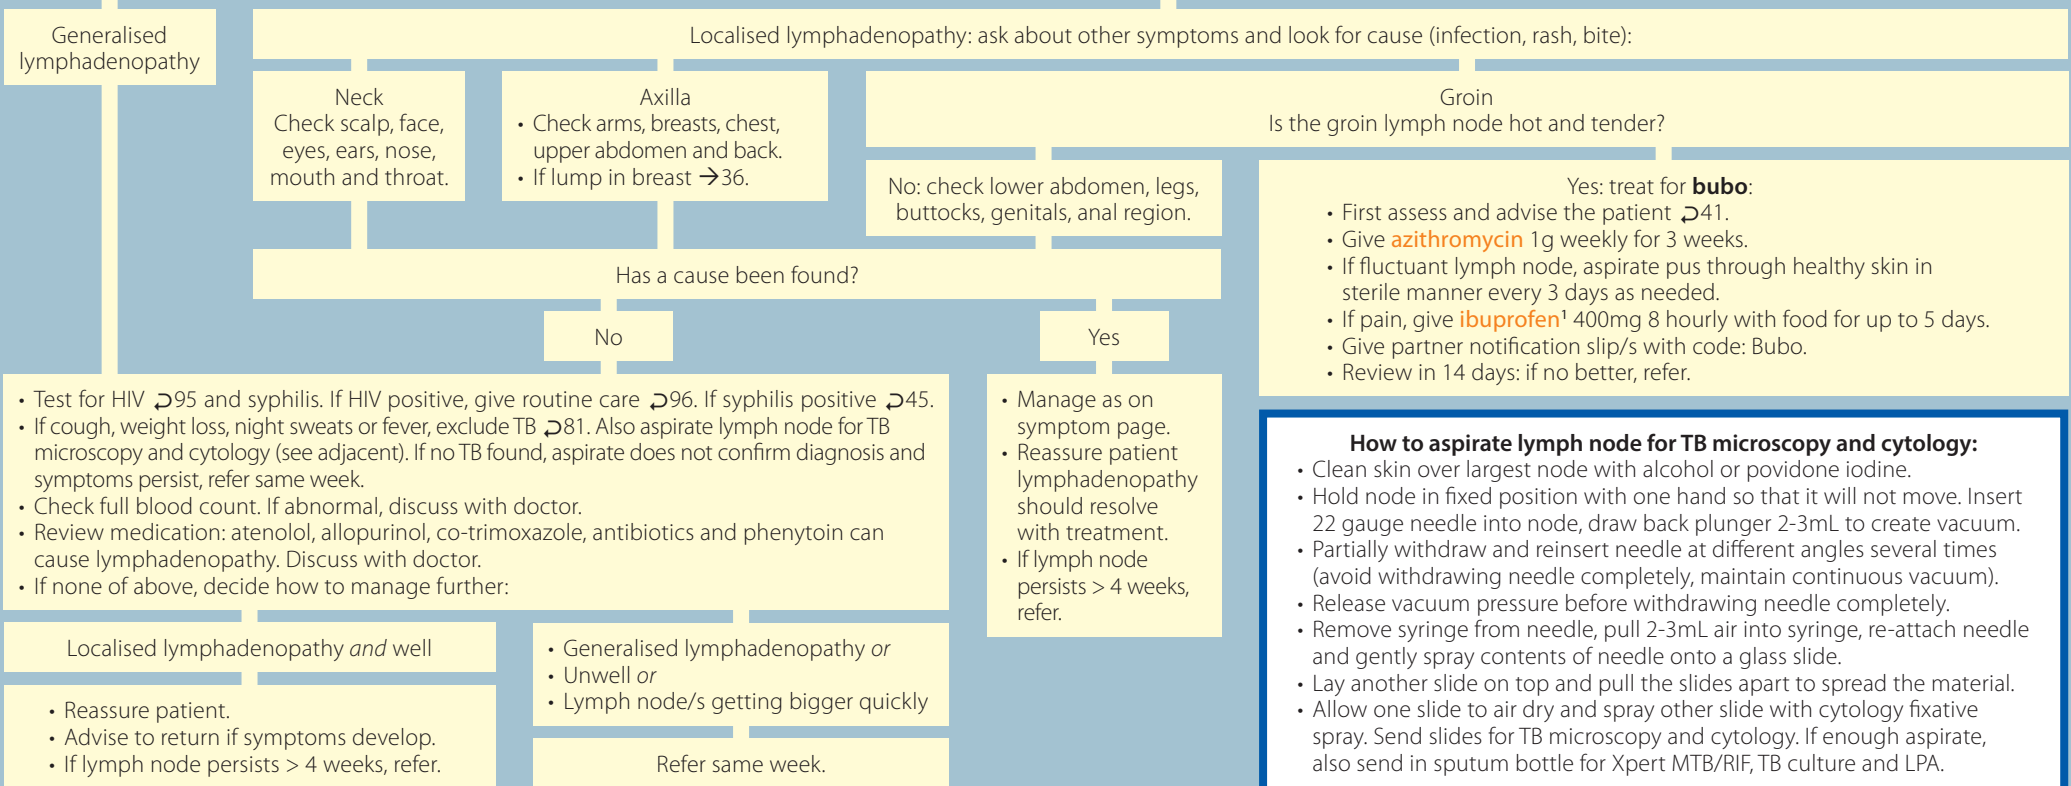 Generalised
lymphadenopathy
Localised lymphadenopathy: ask about other symptoms and look for cause (infection, rash, bite):
Neck
Check scalp, face,
eyes, ears, nose,
mouth and throat.
Axilla
• Check arms, breasts, chest,
upper abdomen and back.
• If lump in breast →36.
Groin
Is the groin lymph node hot and tender?
No: check lower abdomen, legs,
buttocks, genitals, anal region.
Yes: treat for bubo:
• First assess and advise the patient ⮌41.
• Give azithromycin 1g weekly for 3 weeks.
• If fluctuant lymph node, aspirate pus through healthy skin in
sterile manner every 3 days as needed.
• If pain, give ibuprofen¹ 400mg 8 hourly with food for up to 5 days.
• Give partner notification slip/s with code: Bubo.
• Review in 14 days: if no better, refer.
Has a cause been found?
No
Yes
• Test for HIV ⮌95 and syphilis. If HIV positive, give routine care ⮌96. If syphilis positive ⮌45.
• If cough, weight loss, night sweats or fever, exclude TB ⮌81. Also aspirate lymph node for TB
microscopy and cytology (see adjacent). If no TB found, aspirate does not confirm diagnosis and
symptoms persist, refer same week.
• Check full blood count. If abnormal, discuss with doctor.
• Review medication: atenolol, allopurinol, co-trimoxazole, antibiotics and phenytoin can
cause lymphadenopathy. Discuss with doctor.
• If none of above, decide how to manage further:
• Manage as on
symptom page.
• Reassure patient
lymphadenopathy
should resolve
with treatment.
• If lymph node
persists > 4 weeks,
refer.
Localised lymphadenopathy and well
• Reassure patient.
• Advise to return if symptoms develop.
• If lymph node persists > 4 weeks, refer.
• Generalised lymphadenopathy or
• Unwell or
• Lymph node/s getting bigger quickly
Refer same week.
How to aspirate lymph node for TB microscopy and cytology:
• Clean skin over largest node with alcohol or povidone iodine.
• Hold node in fixed position with one hand so that it will not move. Insert
22 gauge needle into node, draw back plunger 2-3mL to create vacuum.
• Partially withdraw and reinsert needle at different angles several times
(avoid withdrawing needle completely, maintain continuous vacuum).
• Release vacuum pressure before withdrawing needle completely.
• Remove syringe from needle, pull 2-3mL air into syringe, re-attach needle
and gently spray contents of needle onto a glass slide.
• Lay another slide on top and pull the slides apart to spread the material.
• Allow one slide to air dry and spray other slide with cytology fixative
spray. Send slides for TB microscopy and cytology. If enough aspirate,
also send in sputum bottle for Xpert MTB/RIF, TB culture and LPA.